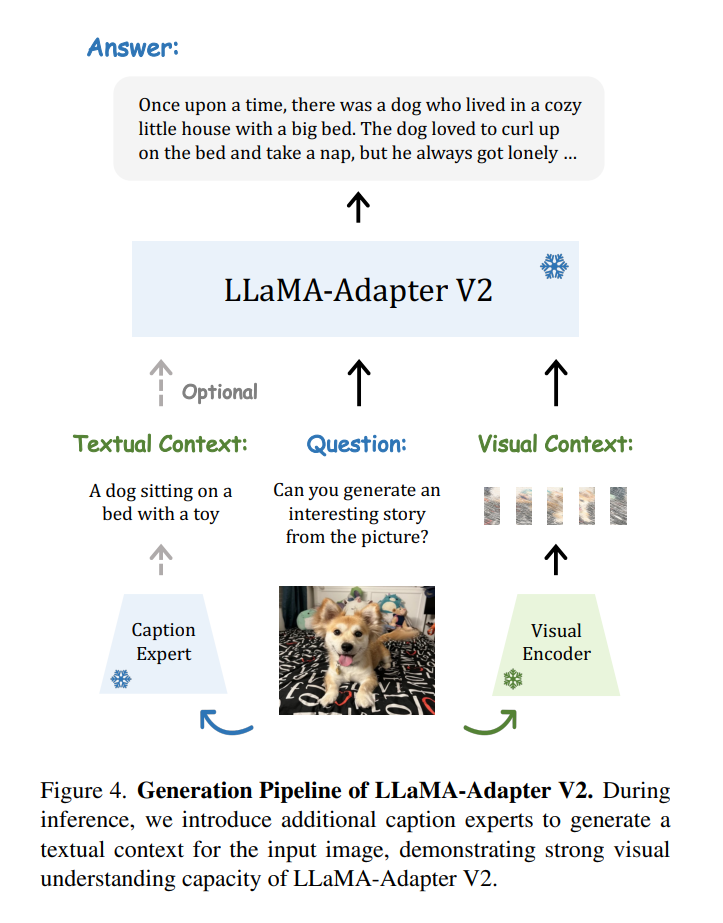 Answer:
Once upon a time, there was a dog who lived in a cozy
little house with a big bed. The dog loved to curl up
on the bed and take a nap, but he always got lonely ...
LLaMA-Adapter V2
Optional
Textual Context:
A dog sitting on a
bed with a toy
Question:
Can you generate an
interesting story
from the picture?
Visual Context:
Caption
Expert
Visual
Encoder
Figure 4. Generation Pipeline of LLaMA-Adapter V2. During
inference, we introduce additional caption experts to generate a
textual context for the input image, demonstrating strong visual
understanding capacity of LLaMA-Adapter V2.